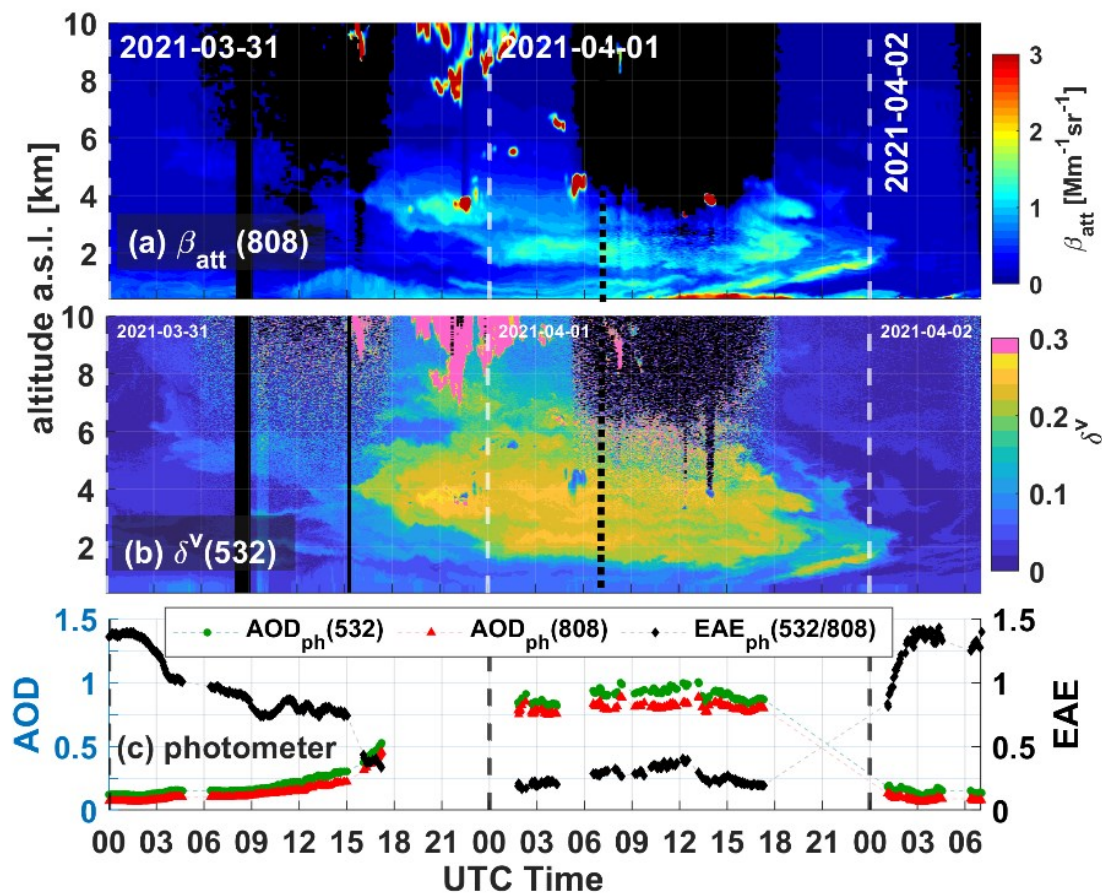 10
8
6
4
2
2021-03-31
2021-04-01
2021-04-02
(a) βatt (808)
3
2
1
0
βatt [Mm-1sr-1]
altitude a.s.l. [km]
10
8
6
4
2
2021-03-31
2021-04-01
2021-04-02
(b) δv(532)
0.3
0.2
0.1
0
δv
1.5
1
0.5
0
AOD
AODph(532) AODph(808) EAEph(532/808)
(c) photometer
1.5
1
0.5
0
EAE
00 03 06 09 12 15 18 21 00 03 06 09 12 15 18 21 00 03 06
UTC Time